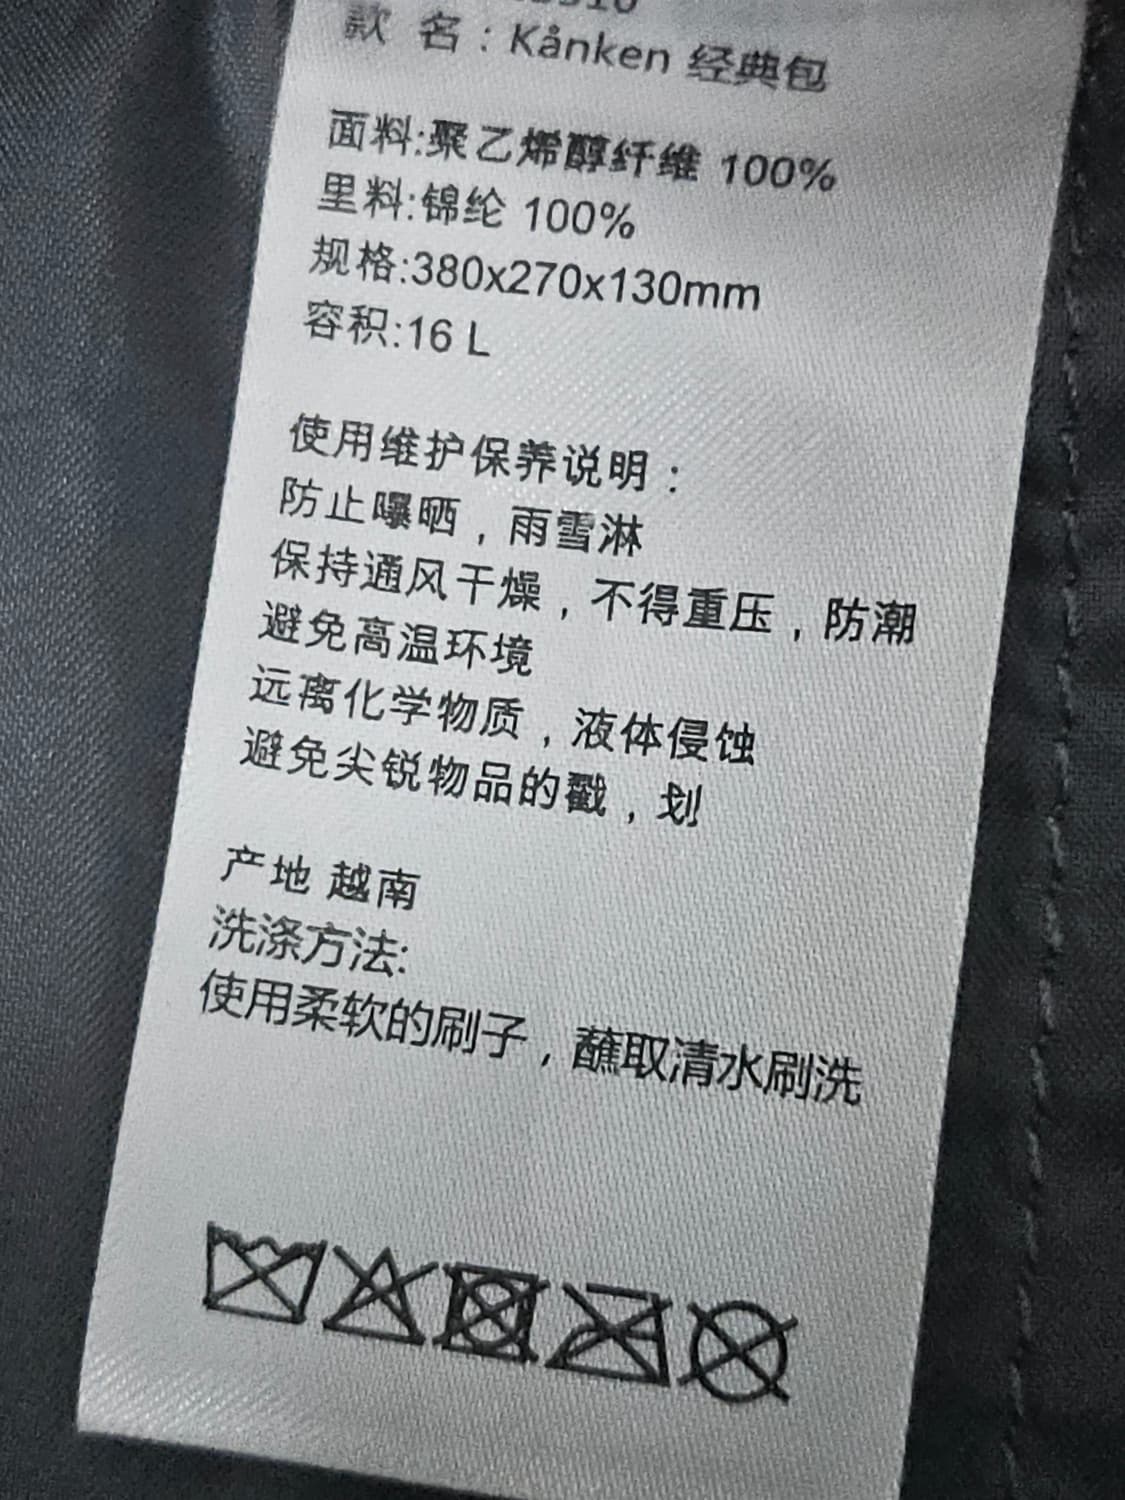 款 名：Kånken 经典包
面料:聚乙烯醇纤维 100%
里料:锦纶 100%
规格:380x270x130mm
容积:16 L
使用维护保养说明：
防止曝晒，雨雪淋
保持通风干燥，不得重压，防潮
避免高温环境
远离化学物质，液体侵蚀
避免尖锐物品的戳，划
产地 越南
洗涤方法:
使用柔软的刷子，蘸取清水刷洗